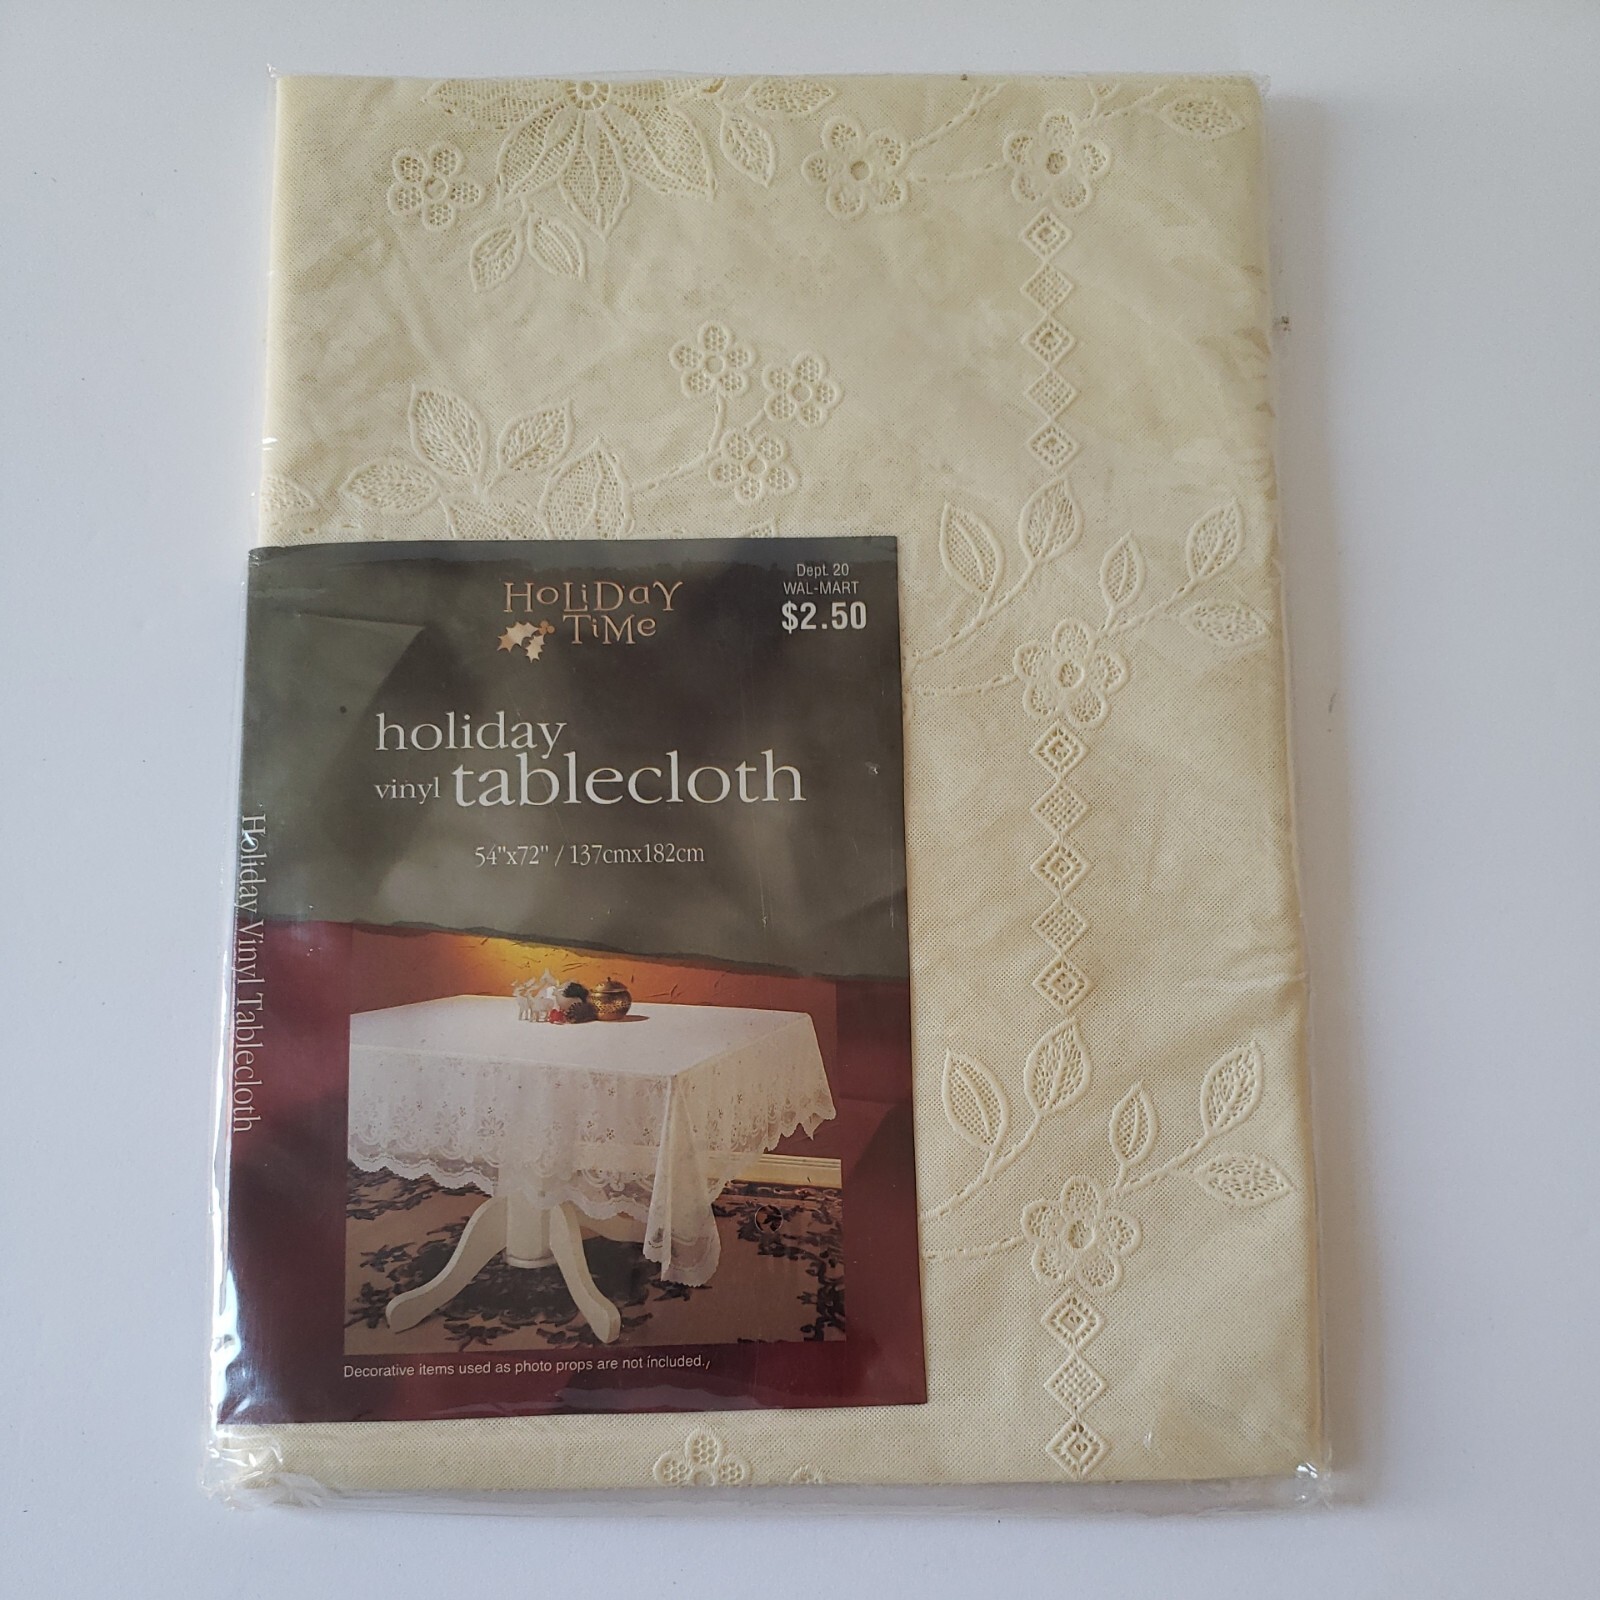 HOLiDaY
TiMe
Dept. 20
WAL-MART
$2.50
holiday
vinyl tablecloth
54"x72" / 137cmx182cm
Holiday Vinyl Tablecloth
Decorative items used as photo props are not included.